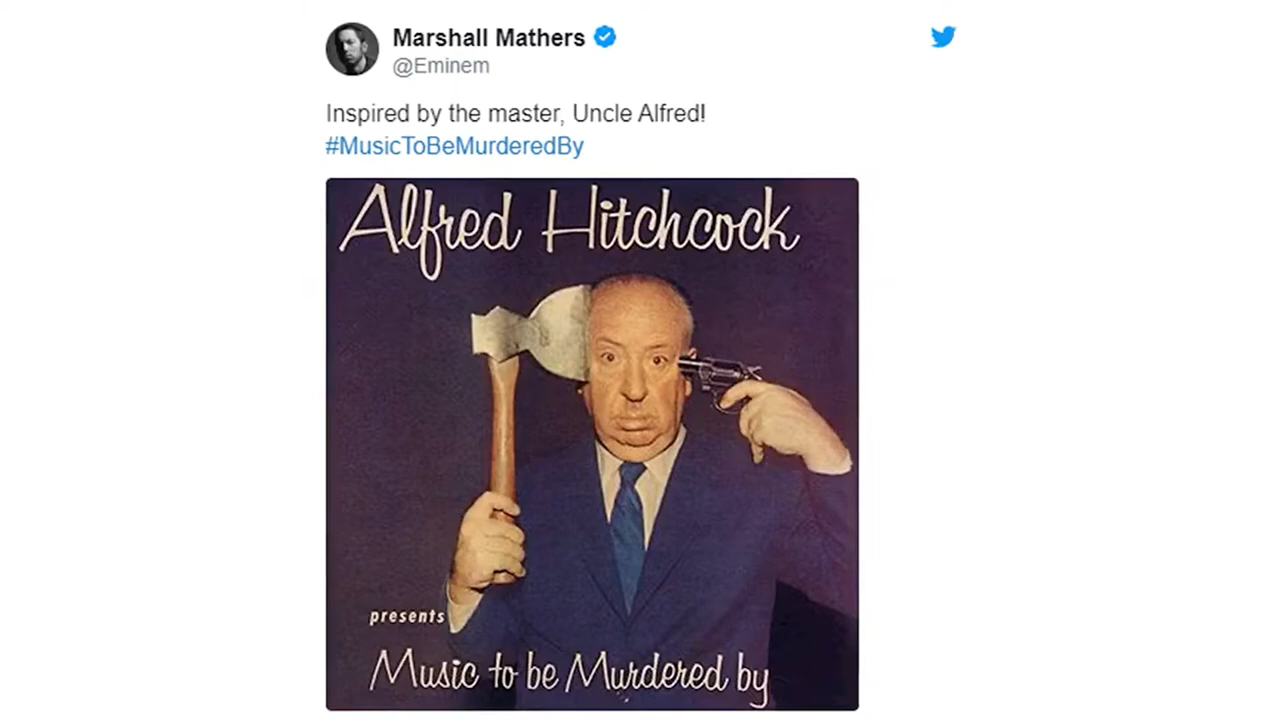 Marshall Mathers
@Eminem
Inspired by the master, Uncle Alfred!
#MusicToBeMurderedBy
Alfred Hitchcock
presents
Music to be Murdered by